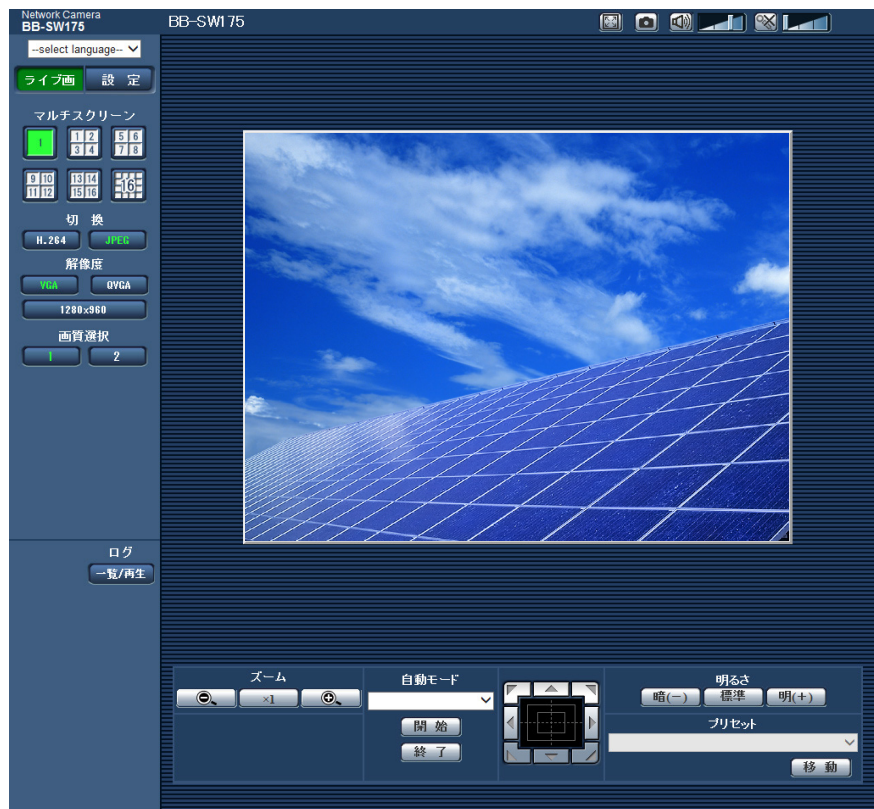 Network Camera
BB-SW175
BB-SW175
--select language--
ライブ画 設 定
マルチスクリーン
1
1 2
3 4
5 6
7 8
9 10
11 12
13 14
15 16
16
切 換
H.264 JPEG
解像度
VGA QVGA
1280x960
画質選択
1 2
ログ
一覧/再生
ズーム
×1
自動モード
開 始
終 了
明るさ
暗(−) 標準 明(+)
プリセット
移 動